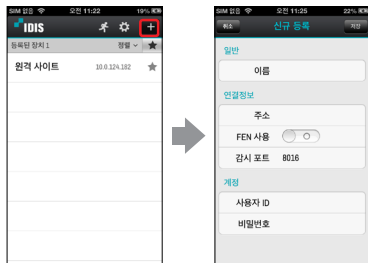 SIM 없음 오전 11:22 19%
IDIS
등록된 장치 1 정렬
원격 사이트 10.0.124.182
SIM 없음 오전 11:25 22%
취소 신규 등록 저장
일반
이름
연결정보
주소
FEN 사용
감시 포트 8016
계정
사용자 ID
비밀번호